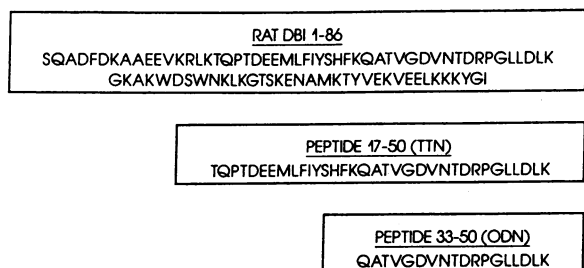 RAT DBI 1-86
SQADFDKAAEEVKRLKTQPTDEEMLFIYSHFKQATVGDVNTDRPGLLDLK
GKAKWDSWNKLKGTSKENAMKTYVEKVEELKKKYGI
PEPTIDE 17-50 (TTN)
TQPTDEEMLFIYSHFKQATVGDVNTDRPGLLDLK
PEPTIDE 33-50 (ODN)
QATVGDVNTDRPGLLDLK